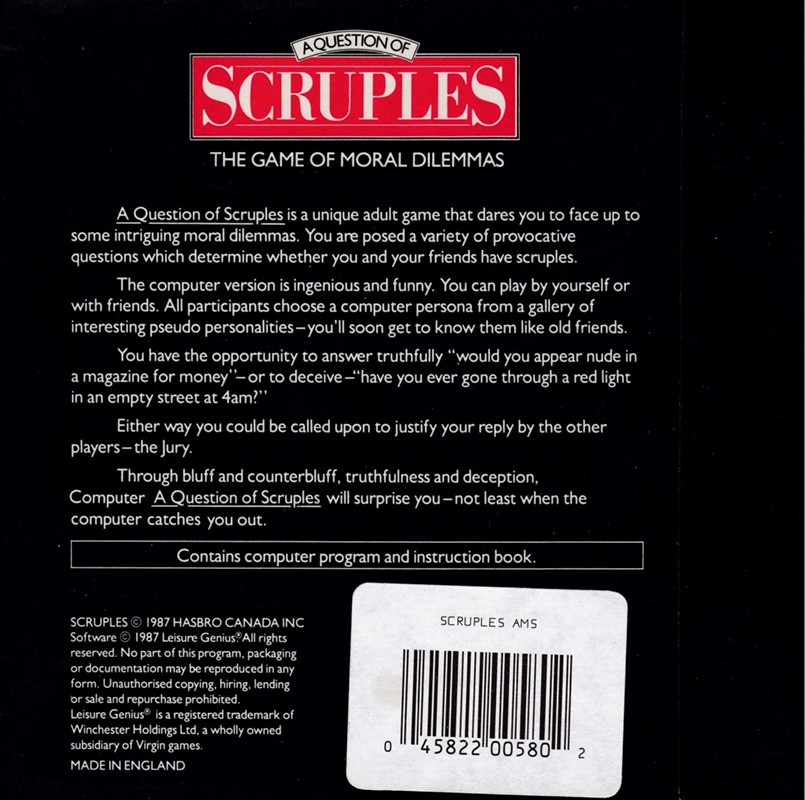 A QUESTION OF
SCRUPLES
THE GAME OF MORAL DILEMMAS
A Question of Scruples is a unique adult game that dares you to face up to
some intriguing moral dilemmas. You are posed a variety of provocative
questions which determine whether you and your friends have scruples.
The computer version is ingenious and funny. You can play by yourself or
with friends. All participants choose a computer persona from a gallery of
interesting pseudo personalities–you'll soon get to know them like old friends.
You have the opportunity to answer truthfully “would you appear nude in
a magazine for money”–or to deceive–“have you ever gone through a red light
in an empty street at 4am?”
Either way you could be called upon to justify your reply by the other
players–the Jury.
Through bluff and counterbluff, truthfulness and deception,
Computer A Question of Scruples will surprise you–not least when the
computer catches you out.
Contains computer program and instruction book.
SCRUPLES © 1987 HASBRO CANADA INC
Software © 1987 Leisure Genius® All rights
reserved. No part of this program, packaging
or documentation may be reproduced in any
form. Unauthorised copying, hiring, lending
or sale and repurchase prohibited.
Leisure Genius® is a registered trademark of
Winchester Holdings Ltd, a wholly owned
subsidiary of Virgin games.
MADE IN ENGLAND
SCRUPLES AMS
0 45822 00580 2